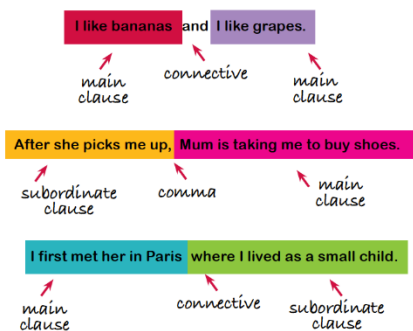 I like bananas and I like grapes.
main clause
connective
main clause
After she picks me up, Mum is taking me to buy shoes.
subordinate clause
comma
main clause
I first met her in Paris where I lived as a small child.
main clause
connective
subordinate clause